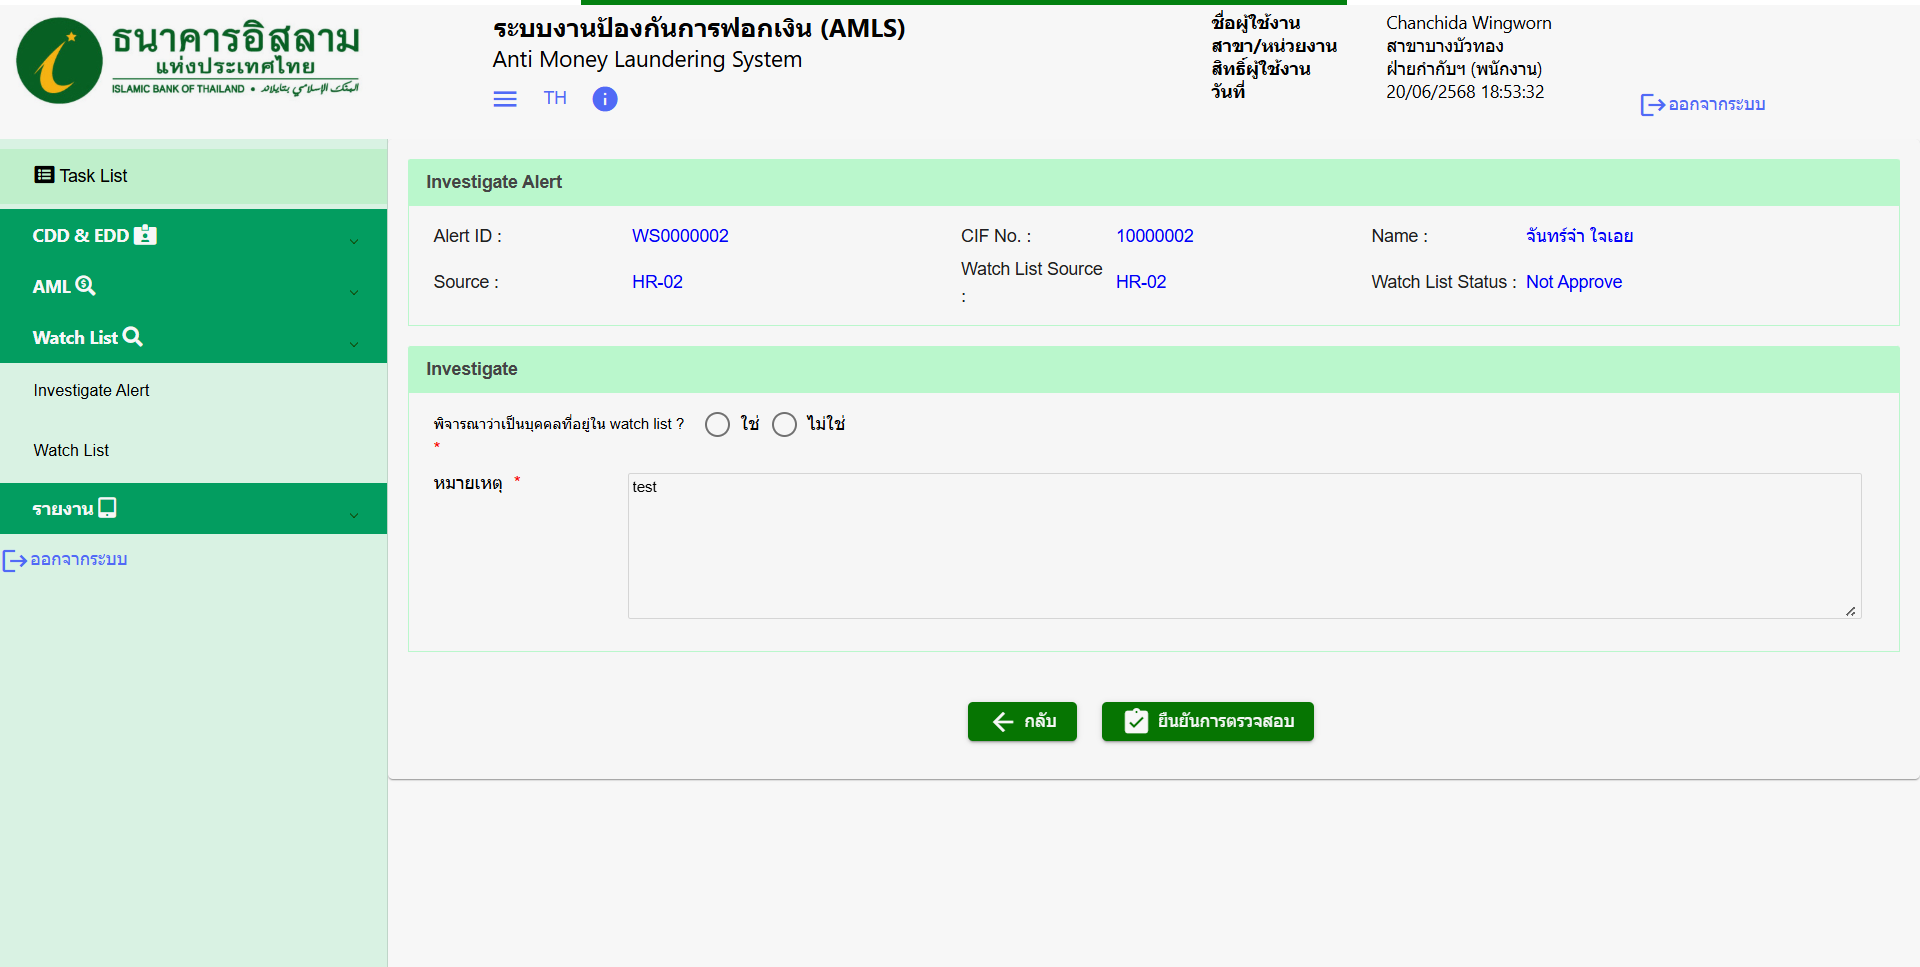 ธนาคารอิสลาม
แห่งประเทศไทย
ISLAMIC BANK OF THAILAND • البنك الإسلامي بتايلاند
ระบบงานป้องกันการฟอกเงิน (AMLS)
Anti Money Laundering System
TH
ชื่อผู้ใช้งาน Chanchida Wingworn
สาขา/หน่วยงาน สาขาบางบัวทอง
สิทธิ์ผู้ใช้งาน ฝ่ายกำกับฯ (พนักงาน)
วันที่ 20/06/2568 18:53:32
ออกจากระบบ
Task List
CDD & EDD
AML
Watch List
Investigate Alert
Watch List
รายงาน
ออกจากระบบ
Investigate Alert
Alert ID : WS0000002 CIF No. : 10000002 Name : จันทร์จ๋า ใจเอย
Source : HR-02 Watch List Source : HR-02 Watch List Status : Not Approve
Investigate
พิจารณาว่าเป็นบุคคลที่อยู่ใน watch list ? * ใช่ ไม่ใช่
หมายเหตุ * test
กลับ ยืนยันการตรวจสอบ